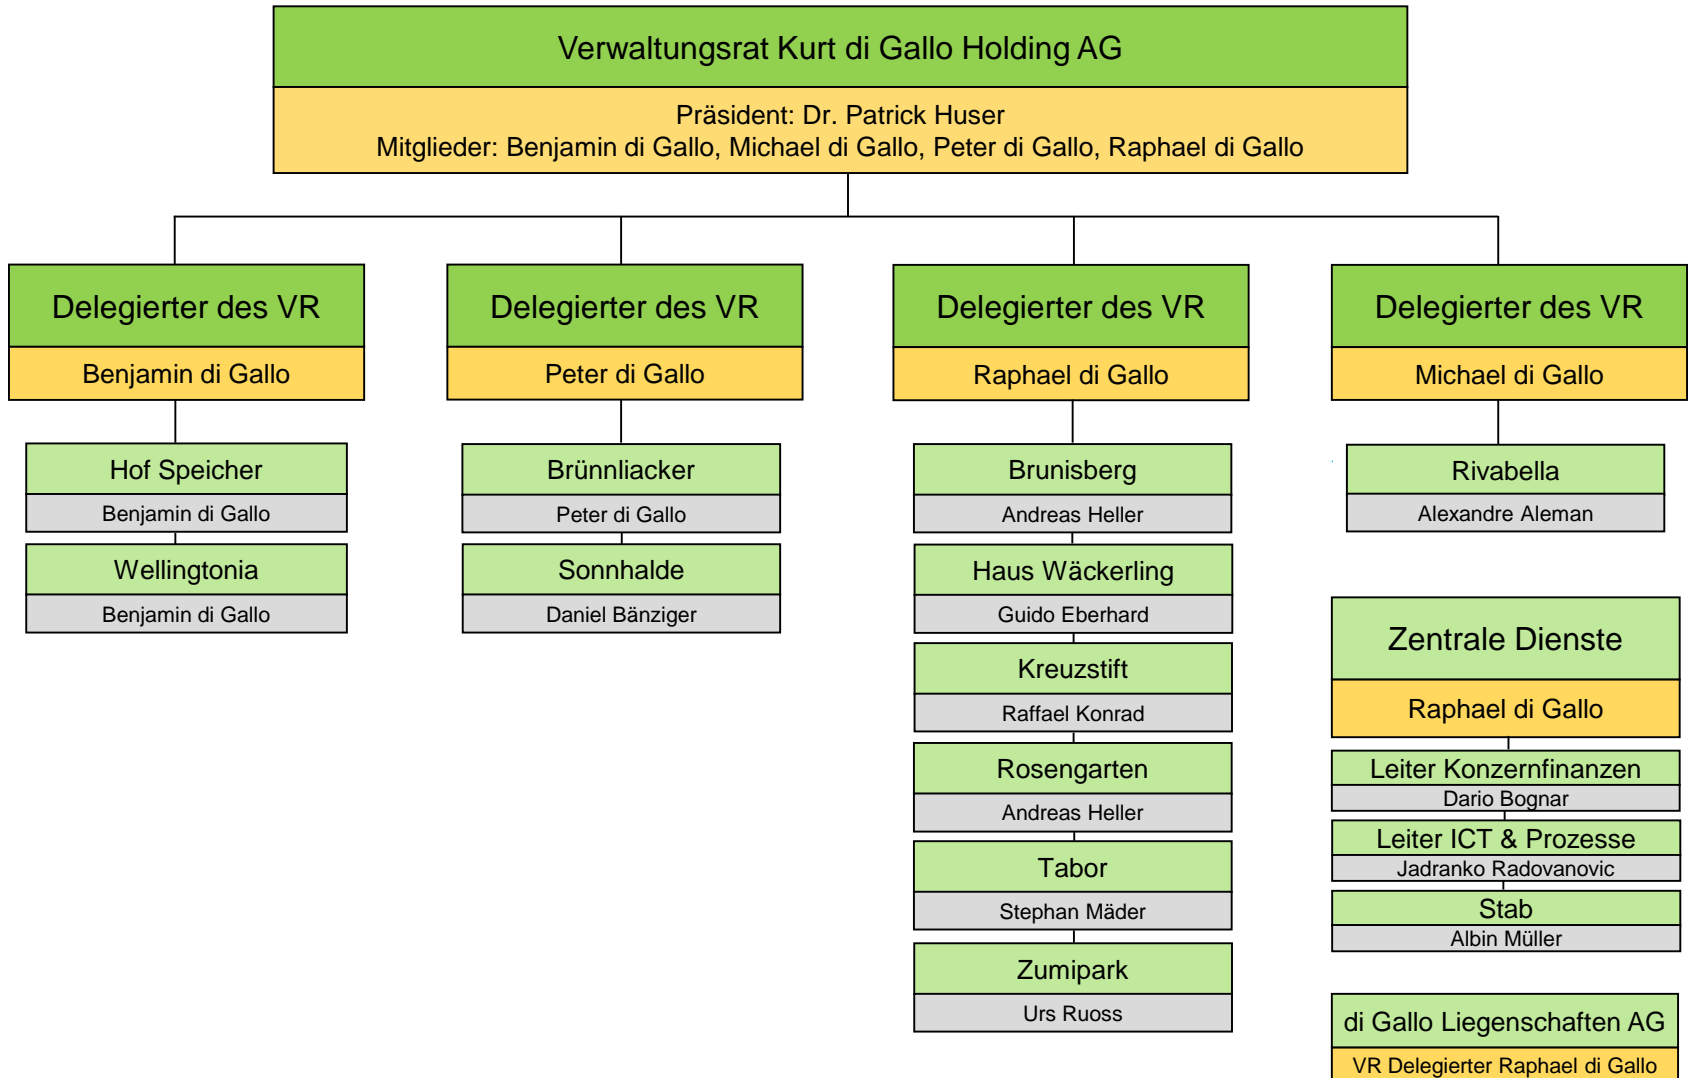 Verwaltungsrat Kurt di Gallo Holding AG
Präsident: Dr. Patrick Huser
Mitglieder: Benjamin di Gallo, Michael di Gallo, Peter di Gallo, Raphael di Gallo
Delegierter des VR
Benjamin di Gallo
Hof Speicher
Benjamin di Gallo
Wellingtonia
Benjamin di Gallo
Delegierter des VR
Peter di Gallo
Brünnliacker
Peter di Gallo
Sonnhalde
Daniel Bänziger
Delegierter des VR
Raphael di Gallo
Brunisberg
Andreas Heller
Haus Wäckerling
Guido Eberhard
Kreuzstift
Raffael Konrad
Rosengarten
Andreas Heller
Tabor
Stephan Mäder
Zumipark
Urs Ruoss
Delegierter des VR
Michael di Gallo
Rivabella
Alexandre Aleman
Zentrale Dienste
Raphael di Gallo
Leiter Konzernfinanzen
Dario Bognar
Leiter ICT & Prozesse
Jadranko Radovanovic
Stab
Albin Müller
di Gallo Liegenschaften AG
VR Delegierter Raphael di Gallo